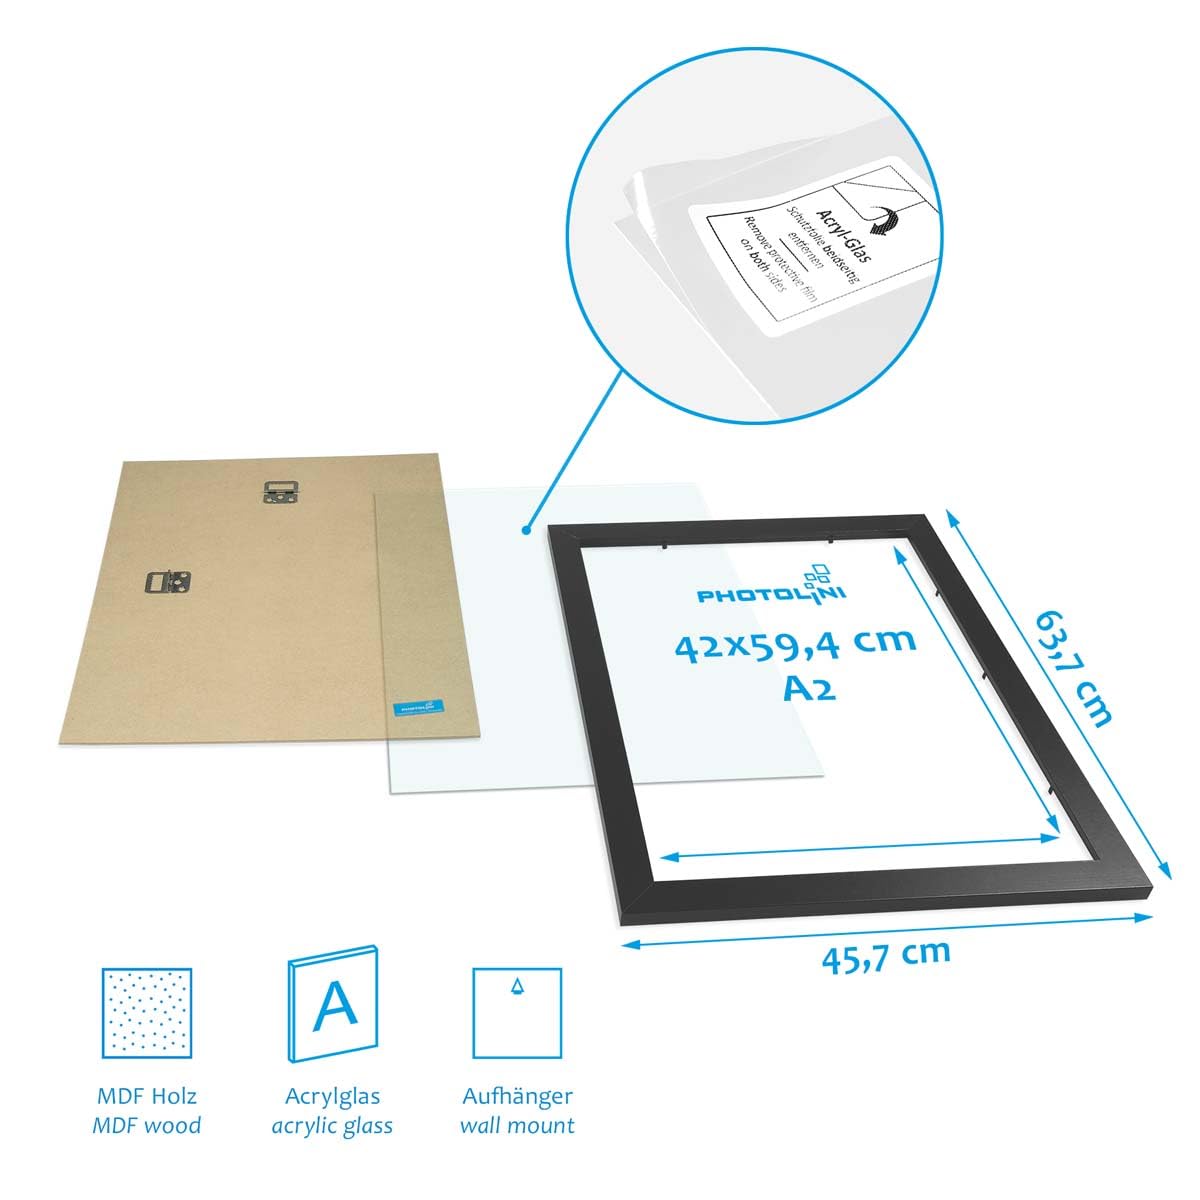 Acryl-Glas
Schutzfolie beidseitig
entfernen
Remove protective film
on both sides
PHOTOLINI
42x59,4 cm
A2
63,7 cm
45,7 cm
PHOTOLINI
A
MDF Holz
MDF wood
Acrylglas
acrylic glass
Aufhänger
wall mount